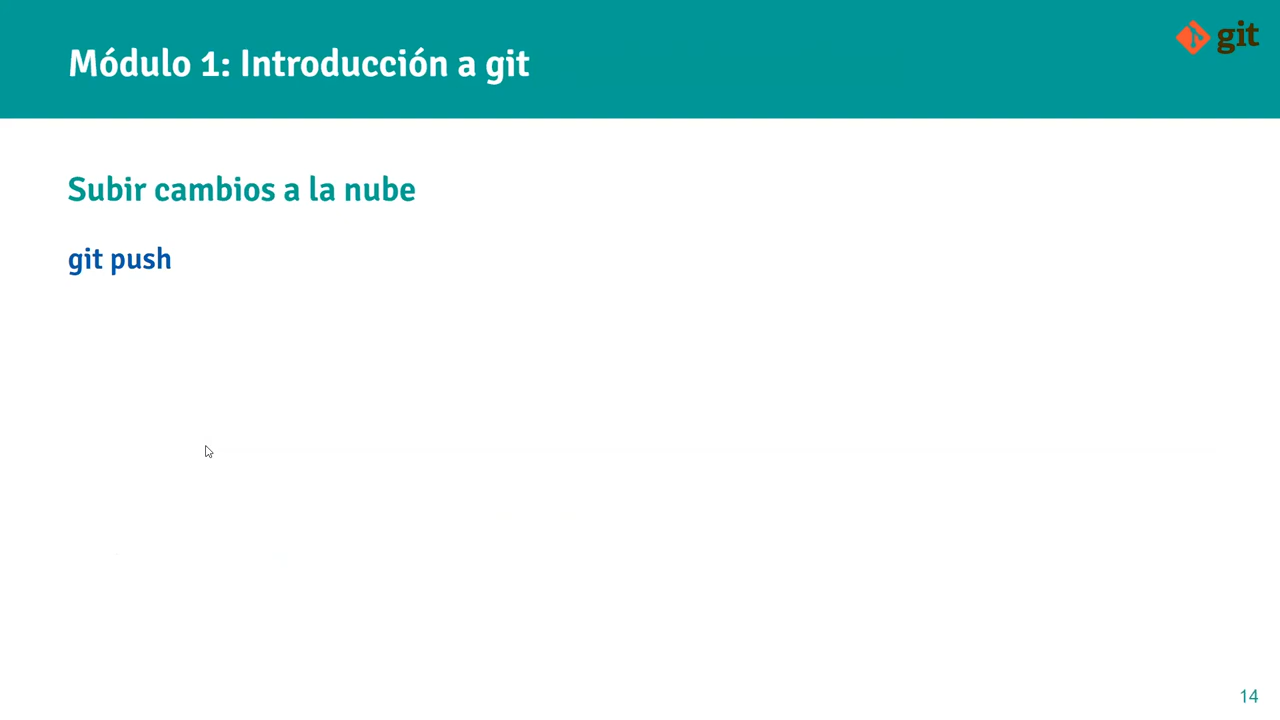 Módulo 1: Introducción a git
git
Subir cambios a la nube
git push
14